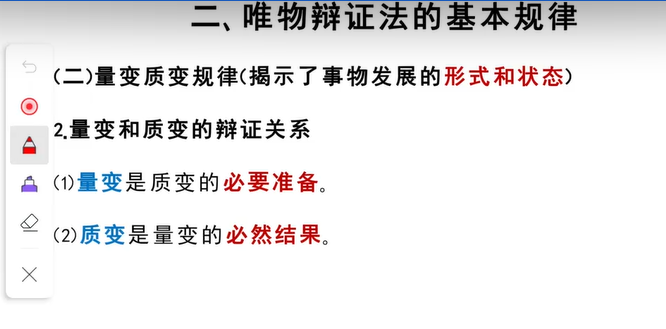 二、唯物辩证法的基本规律
(二)量变质变规律(揭示了事物发展的形式和状态)
2.量变和质变的辩证关系
(1)量变是质变的必要准备。
(2)质变是量变的必然结果。